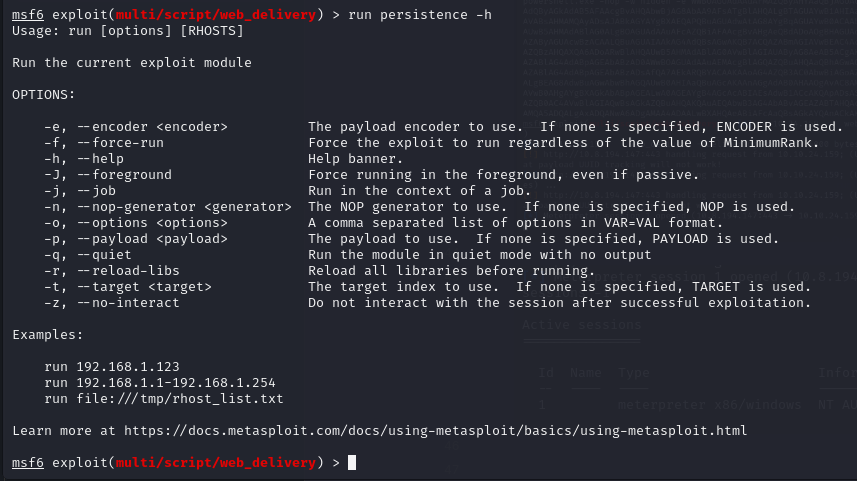 msf6 exploit(multi/script/web_delivery) > run persistence -h
Usage: run [options] [RHOSTS]
Run the current exploit module
OPTIONS:
-e, --encoder <encoder> The payload encoder to use. If none is specified, ENCODER is used.
-f, --force-run Force the exploit to run regardless of the value of MinimumRank.
-h, --help Help banner.
-J, --foreground Force running in the foreground, even if passive.
-j, --job Run in the context of a job.
-n, --nop-generator <generator> The NOP generator to use. If none is specified, NOP is used.
-o, --options <options> A comma separated list of options in VAR=VAL format.
-p, --payload <payload> The payload to use. If none is specified, PAYLOAD is used.
-q, --quiet Run the module in quiet mode with no output
-r, --reload-libs Reload all libraries before running.
-t, --target <target> The target index to use. If none is specified, TARGET is used.
-z, --no-interact Do not interact with the session after successful exploitation.
Active sessions
Examples:
Id Name Type
run 192.168.1.123
run 192.168.1.1-192.168.1.254
run file:///tmp/rhost_list.txt
1 meterpreter x86/windows
Learn more at https://docs.metasploit.com/docs/using-metasploit/basics/using-metasploit.html
msf6 exploit(multi/script/web_delivery) >